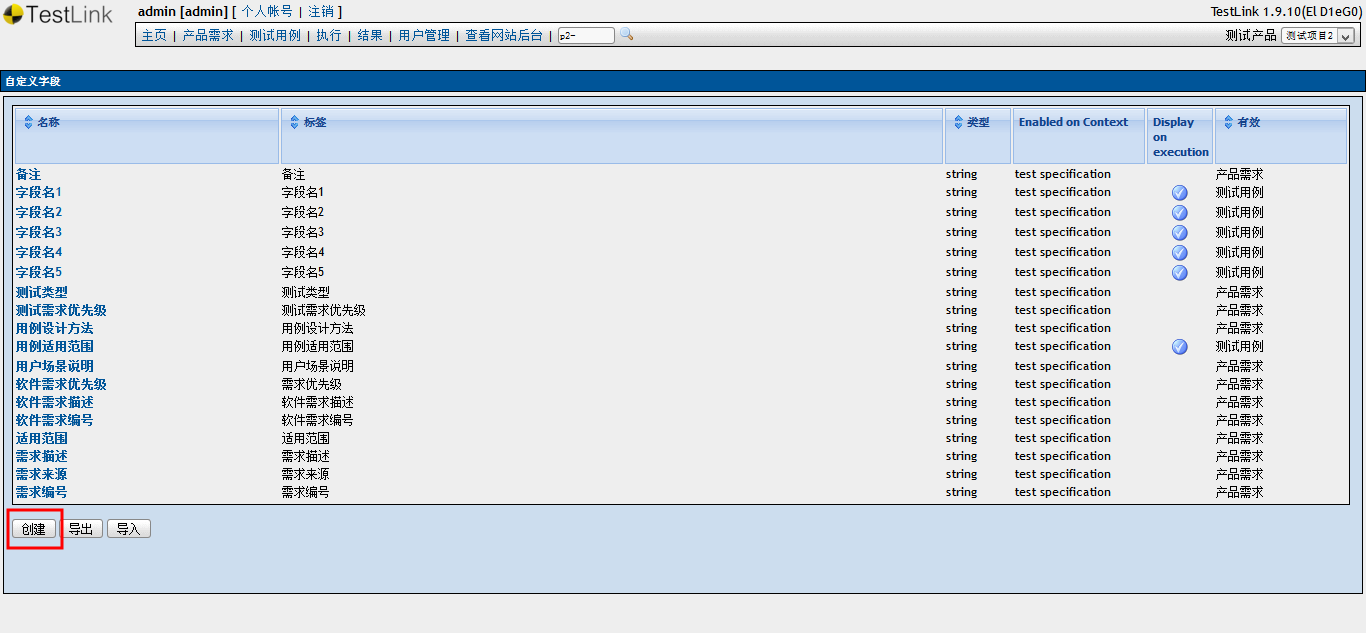 TestLink
admin [admin] [ 个人帐号 | 注销 ]
TestLink 1.9.10(El D1eG0)
主页 | 产品需求 | 测试用例 | 执行 | 结果 | 用户管理 | 查看网站后台 | p2-
测试产品 测试项目2
自定义字段
名称 标签 类型 Enabled on Context Display on execution 有效
备注 备注 string test specification 产品需求
字段名1 字段名1 string test specification 测试用例
字段名2 字段名2 string test specification 测试用例
字段名3 字段名3 string test specification 测试用例
字段名4 字段名4 string test specification 测试用例
字段名5 字段名5 string test specification 测试用例
测试类型 测试类型 string test specification 产品需求
测试需求优先级 测试需求优先级 string test specification 产品需求
用例设计方法 用例设计方法 string test specification 产品需求
用例适用范围 用例适用范围 string test specification 测试用例
用户场景说明 用户场景说明 string test specification 产品需求
软件需求优先级 需求优先级 string test specification 产品需求
软件需求描述 软件需求描述 string test specification 产品需求
软件需求编号 软件需求编号 string test specification 产品需求
适用范围 适用范围 string test specification 产品需求
需求描述 需求描述 string test specification 产品需求
需求来源 需求来源 string test specification 产品需求
需求编号 需求编号 string test specification 产品需求
创建 导出 导入